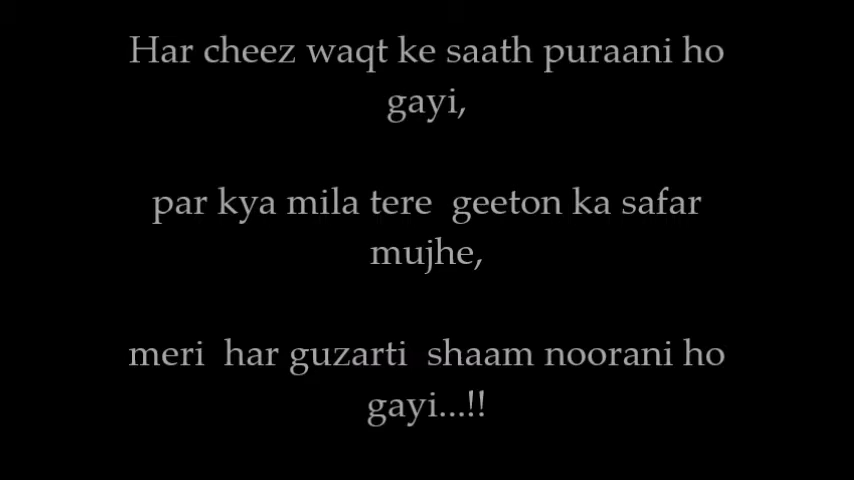 Har cheez waqt ke saath puraani ho
gayi,
par kya mila tere geeton ka safar
mujhe,
meri har guzarti shaam noorani ho
gayi...!!